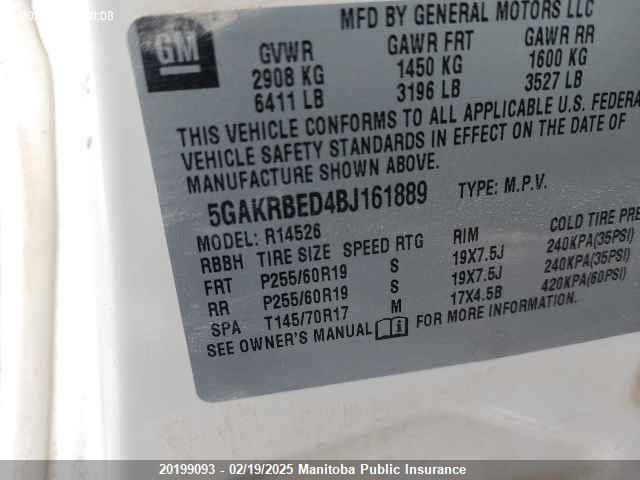 :08
MFD BY GENERAL MOTORS LLC
GM
GVWR GAWR FRT GAWR RR
2908 KG 1450 KG 1600 KG
6411 LB 3196 LB 3527 LB
THIS VEHICLE CONFORMS TO ALL APPLICABLE U.S. FEDERA
VEHICLE SAFETY STANDARDS IN EFFECT ON THE DATE OF
MANUFACTURE SHOWN ABOVE.
5GAKRBED4BJ161889 TYPE: M.P.V.
MODEL: R14526
RBBH TIRE SIZE SPEED RTG RIM COLD TIRE PRE
FRT P255/60R19 S 19X7.5J 240KPA(35PSI)
RR P255/60R19 S 19X7.5J 240KPA(35PSI)
SPA T145/70R17 M 17X4.5B 420KPA(60PSI)
SEE OWNER'S MANUAL FOR MORE INFORMATION.
20199093 - 02/19/2025 Manitoba Public Insurance